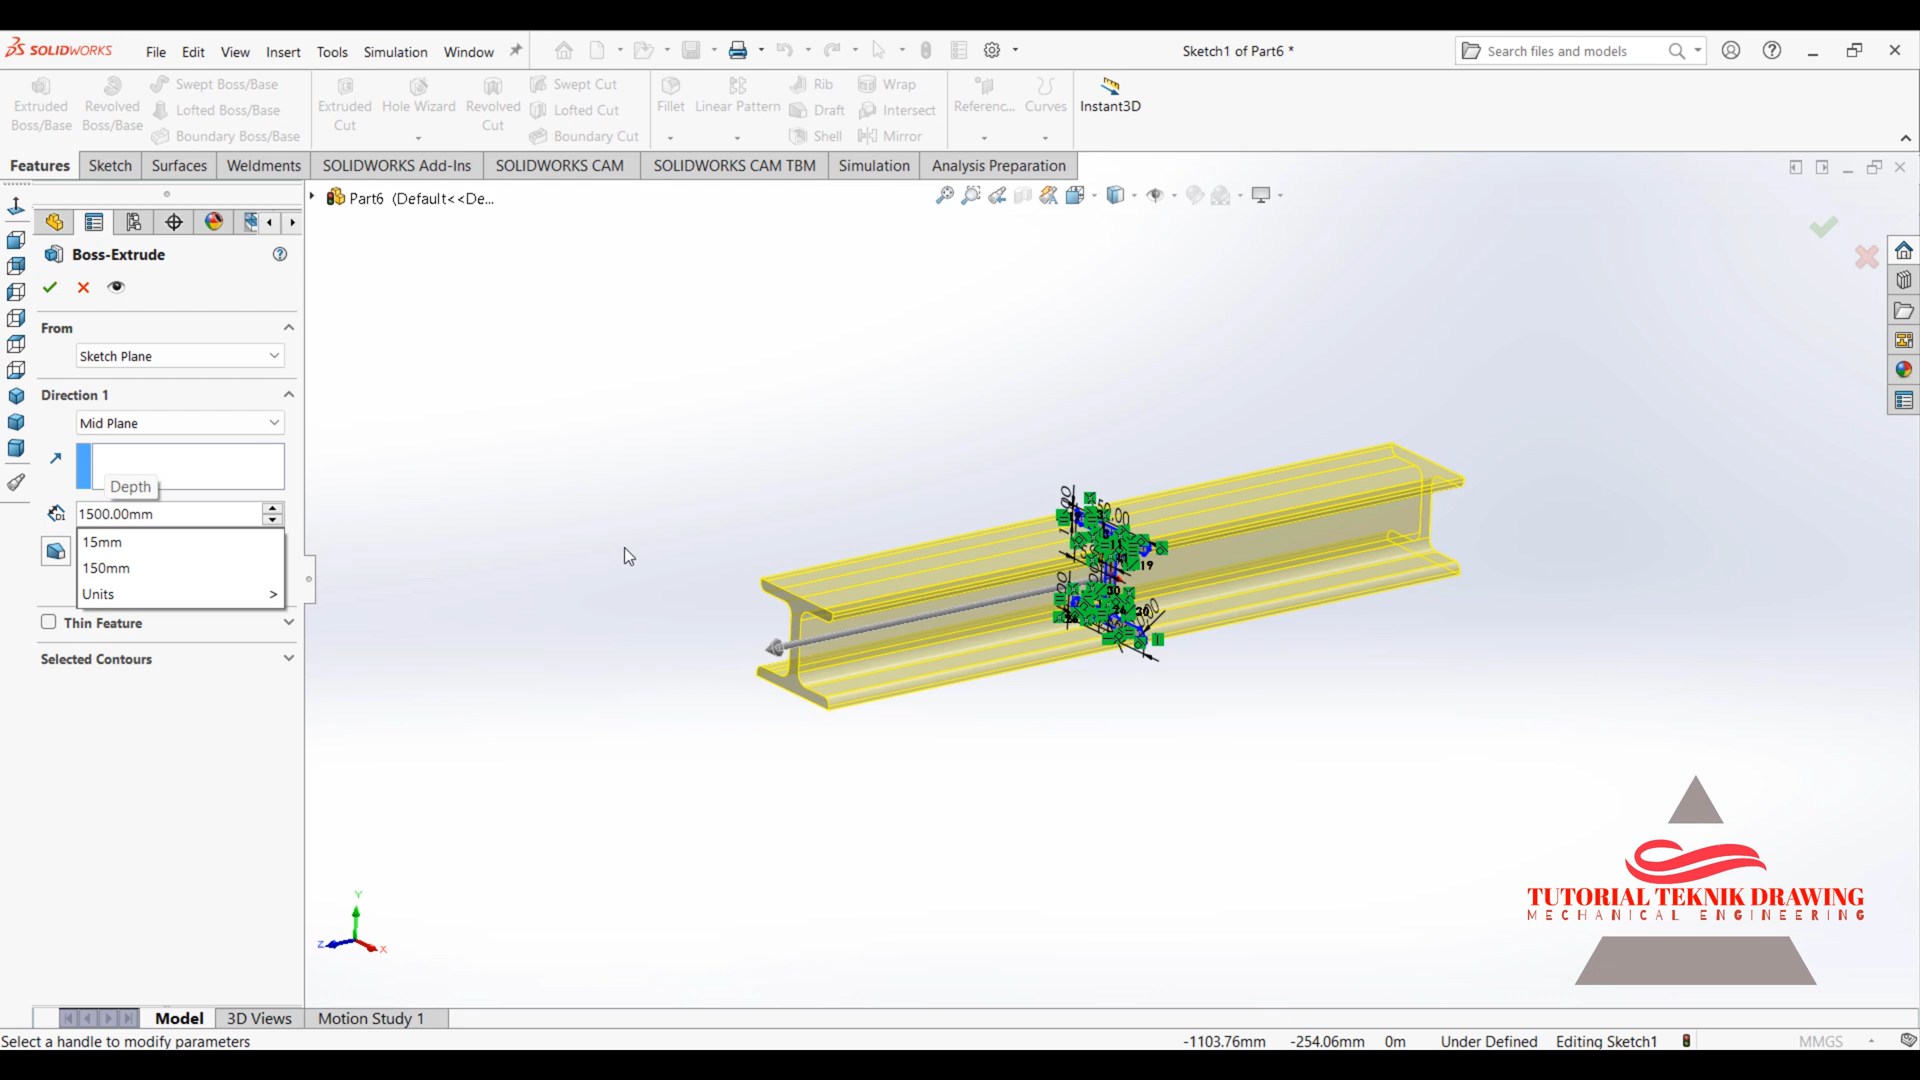 SOLIDWORKS
File Edit View Insert Tools Simulation Window
Sketch1 of Part6 *
Search files and models
Extruded Boss/Base
Revolved Boss/Base
Swept Boss/Base
Lofted Boss/Base
Boundary Boss/Base
Extruded Cut
Hole Wizard
Revolved Cut
Swept Cut
Lofted Cut
Boundary Cut
Fillet
Linear Pattern
Rib
Draft
Shell
Wrap
Intersect
Mirror
Referenc...
Curves
Instant3D
Features Sketch Surfaces Weldments SOLIDWORKS Add-Ins SOLIDWORKS CAM SOLIDWORKS CAM TBM Simulation Analysis Preparation
Part6 (Default<<De...
Boss-Extrude
From
Sketch Plane
Direction 1
Mid Plane
Depth
D1
1500.00mm
15mm
150mm
Units >
Thin Feature
Selected Contours
19
30
Y
Z
X
TUTORIAL TEKNIK DRAWING
MECHANICAL ENGINEERING
Model 3D Views Motion Study 1
Select a handle to modify parameters
-1103.76mm -254.06mm 0m Under Defined Editing Sketch1 MMGS